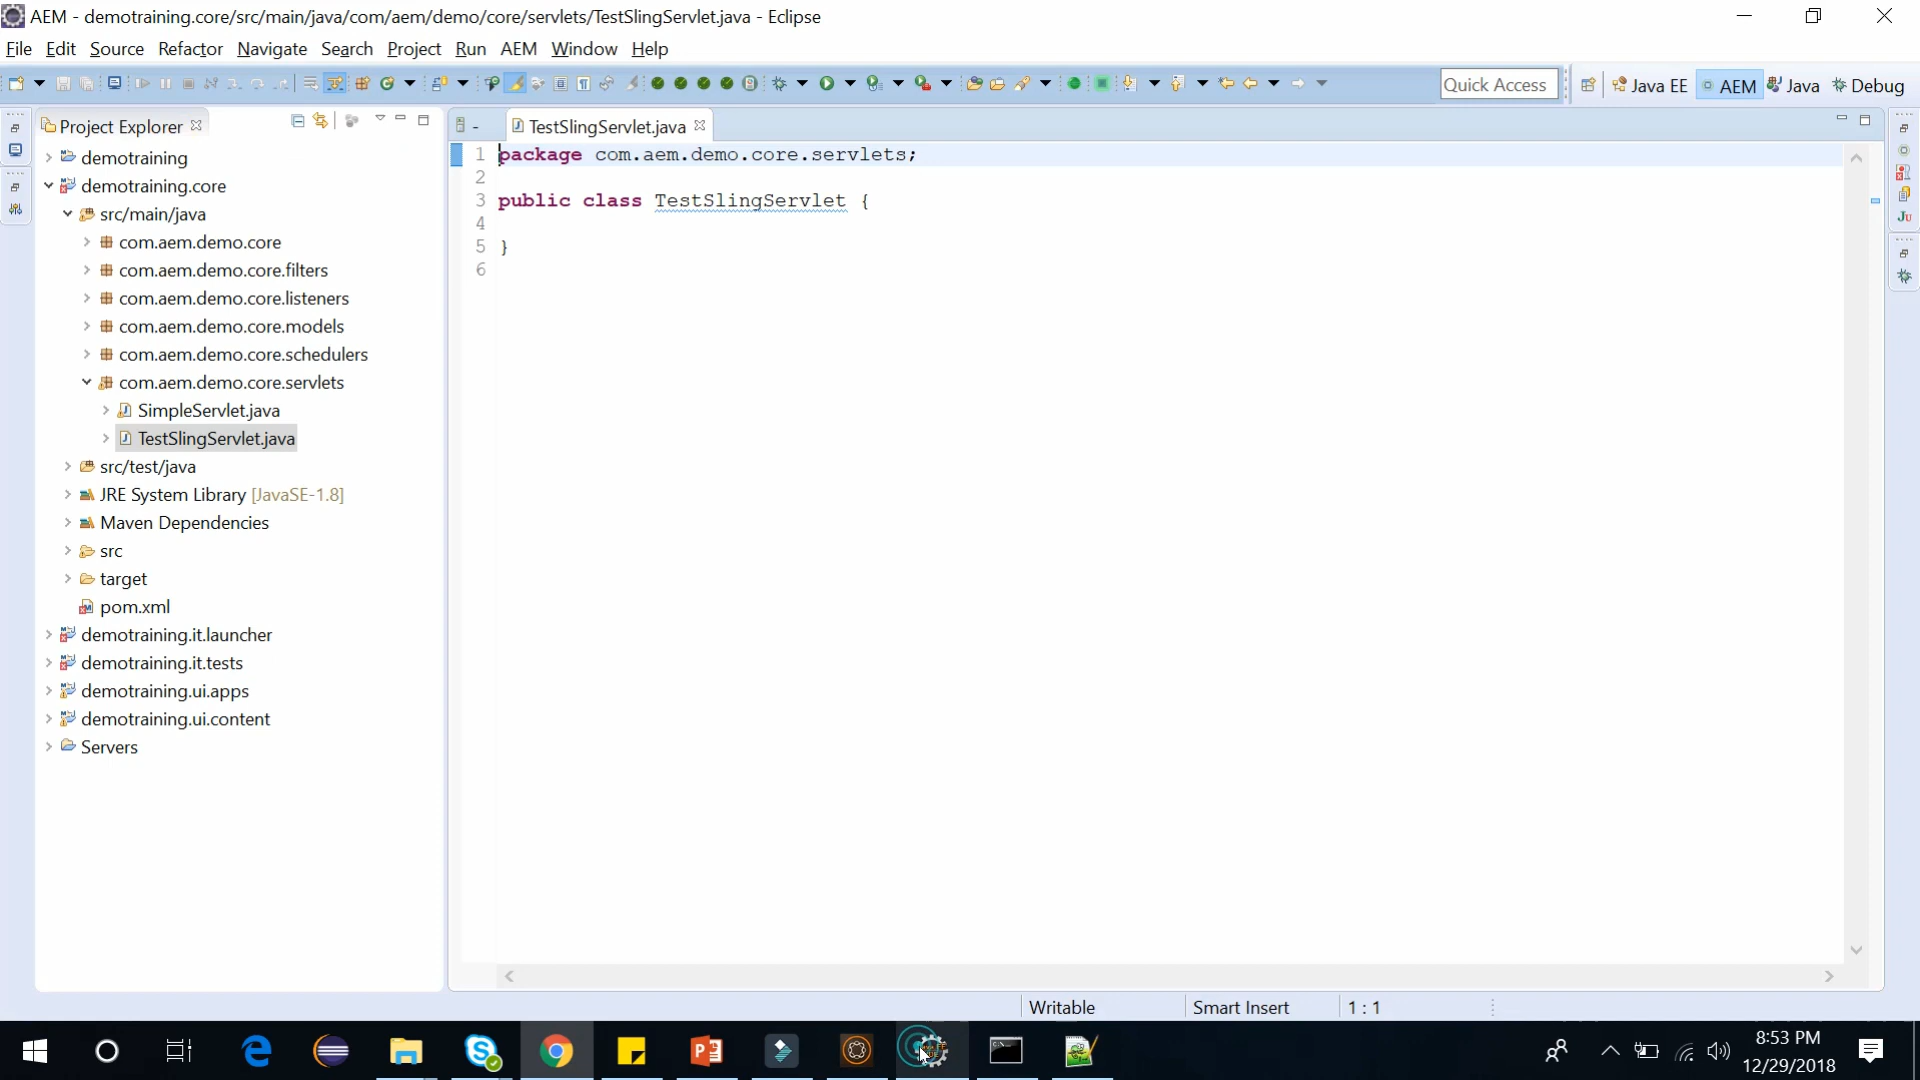 AEM - demotraining.core/src/main/java/com/aem/demo/core/servlets/TestSlingServlet.java - Eclipse
File Edit Source Refactor Navigate Search Project Run AEM Window Help
Quick Access Java EE AEM Java Debug
Project Explorer
TestSlingServlet.java
demotraining
demotraining.core
src/main/java
com.aem.demo.core
com.aem.demo.core.filters
com.aem.demo.core.listeners
com.aem.demo.core.models
com.aem.demo.core.schedulers
com.aem.demo.core.servlets
SimpleServlet.java
TestSlingServlet.java
src/test/java
JRE System Library [JavaSE-1.8]
Maven Dependencies
src
target
pom.xml
demotraining.it.launcher
demotraining.it.tests
demotraining.ui.apps
demotraining.ui.content
Servers
1 package com.aem.demo.core.servlets;
2
3 public class TestSlingServlet {
4
5 }
6
Writable Smart Insert 1 : 1
8:53 PM
12/29/2018